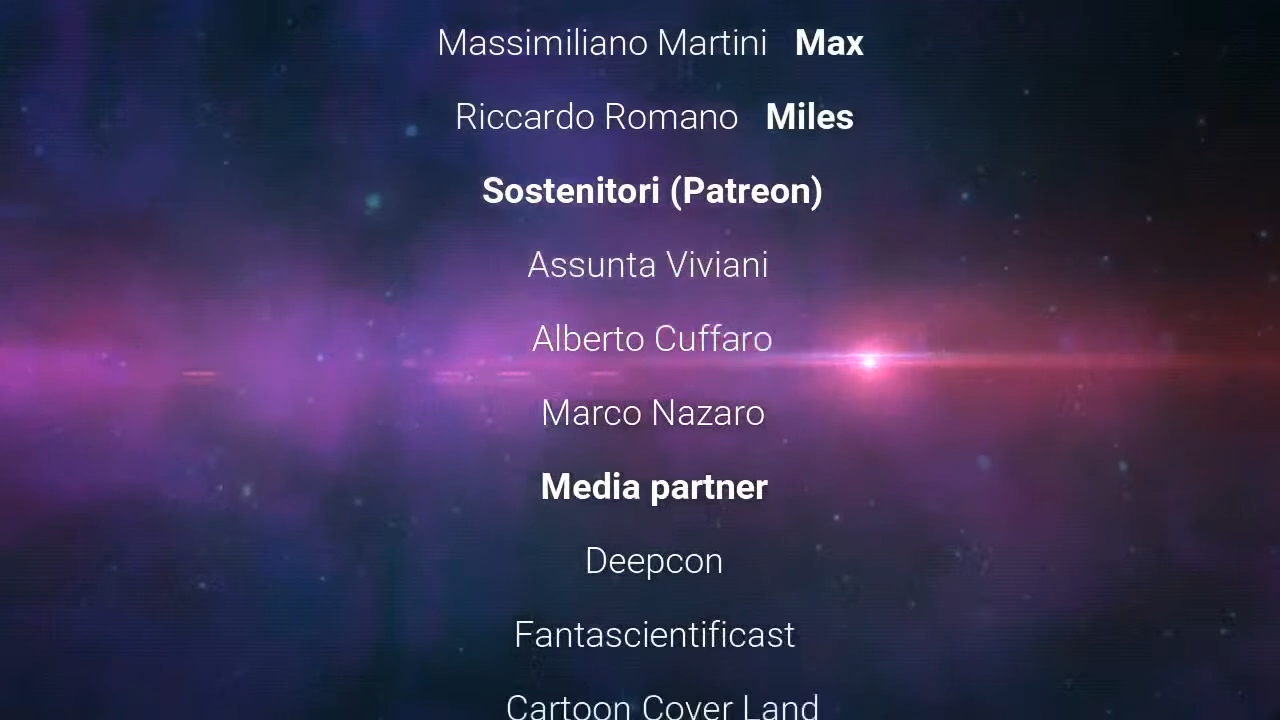 Massimiliano Martini Max
Riccardo Romano Miles
Sostenitori (Patreon)
Assunta Viviani
Alberto Cuffaro
Marco Nazaro
Media partner
Deepcon
Fantascientificast
Cartoon Cover Land